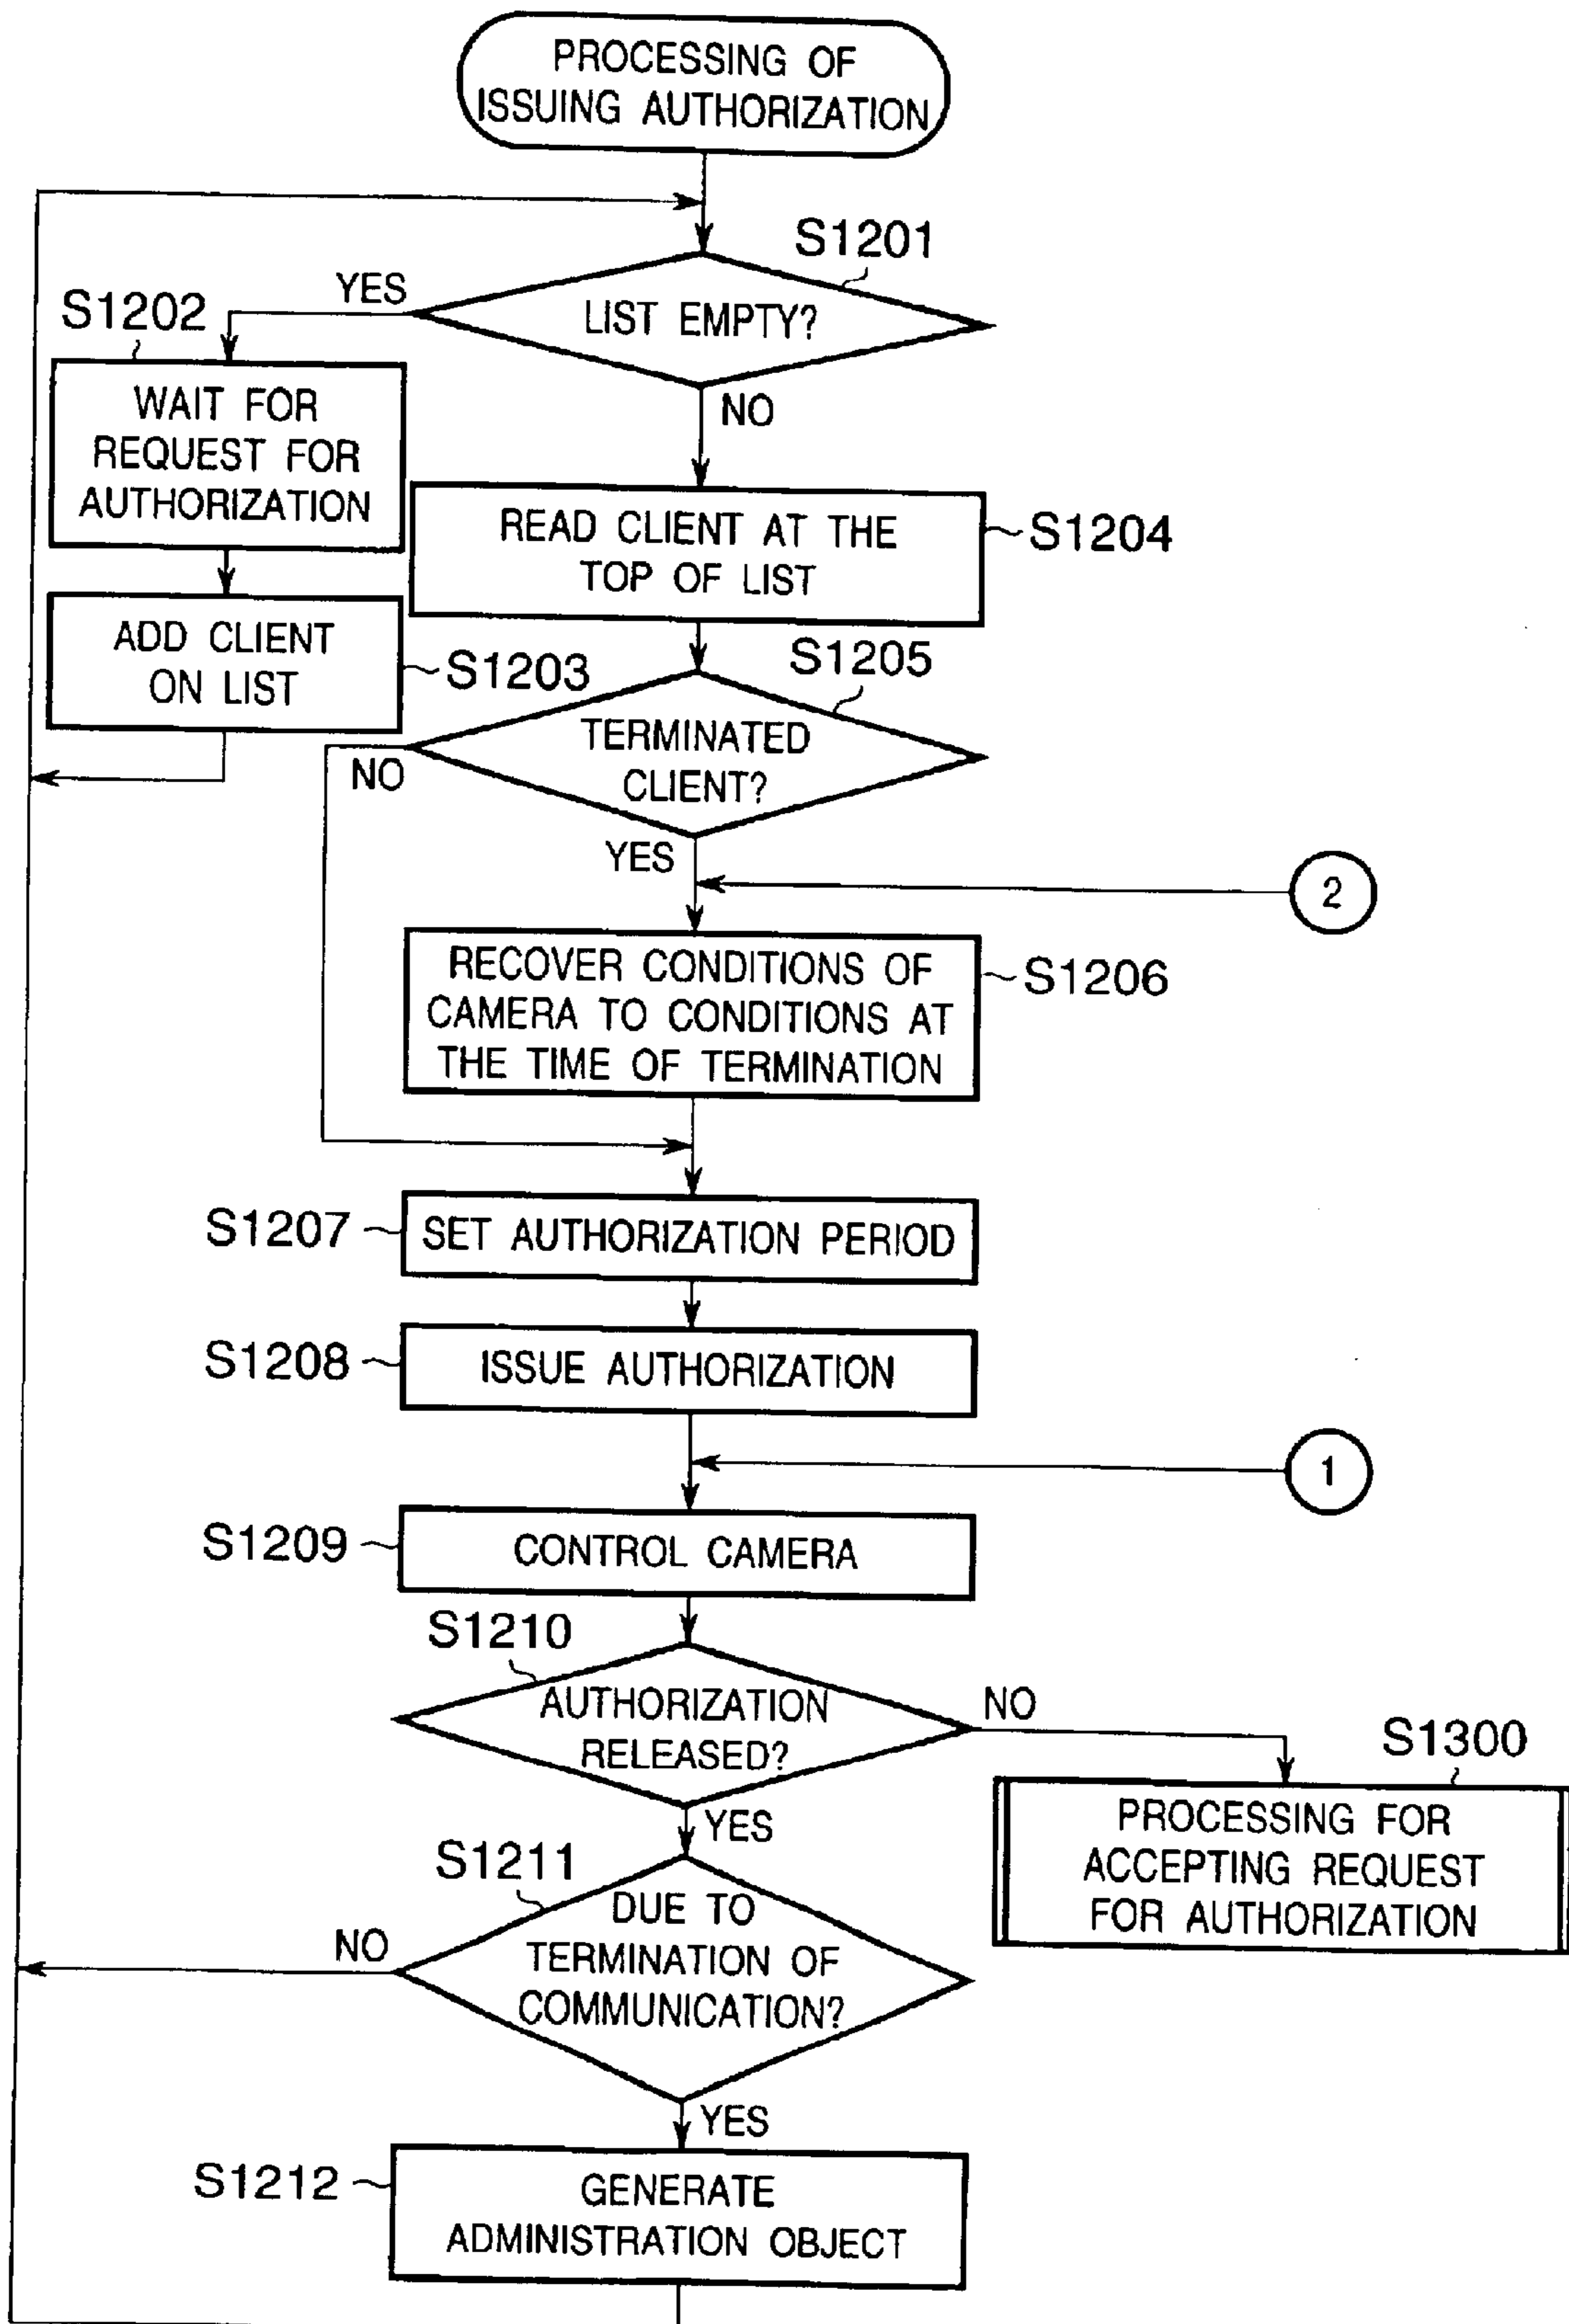 PROCESSING OF
ISSUING AUTHORIZATION
S1201
YES
LIST EMPTY?
S1202
NO
WAIT FOR
REQUEST FOR
AUTHORIZATION
READ CLIENT AT THE
TOP OF LIST
S1204
ADD CLIENT
ON LIST
S1203
S1205
TERMINATED
CLIENT?
NO
YES
2
RECOVER CONDITIONS OF
CAMERA TO CONDITIONS AT
THE TIME OF TERMINATION
S1206
S1207
SET AUTHORIZATION PERIOD
S1208
ISSUE AUTHORIZATION
1
S1209
CONTROL CAMERA
S1210
AUTHORIZATION
RELEASED?
NO
YES
S1300
PROCESSING FOR
ACCEPTING REQUEST
FOR AUTHORIZATION
S1211
DUE TO
TERMINATION OF
COMMUNICATION?
NO
YES
S1212
GENERATE
ADMINISTRATION OBJECT